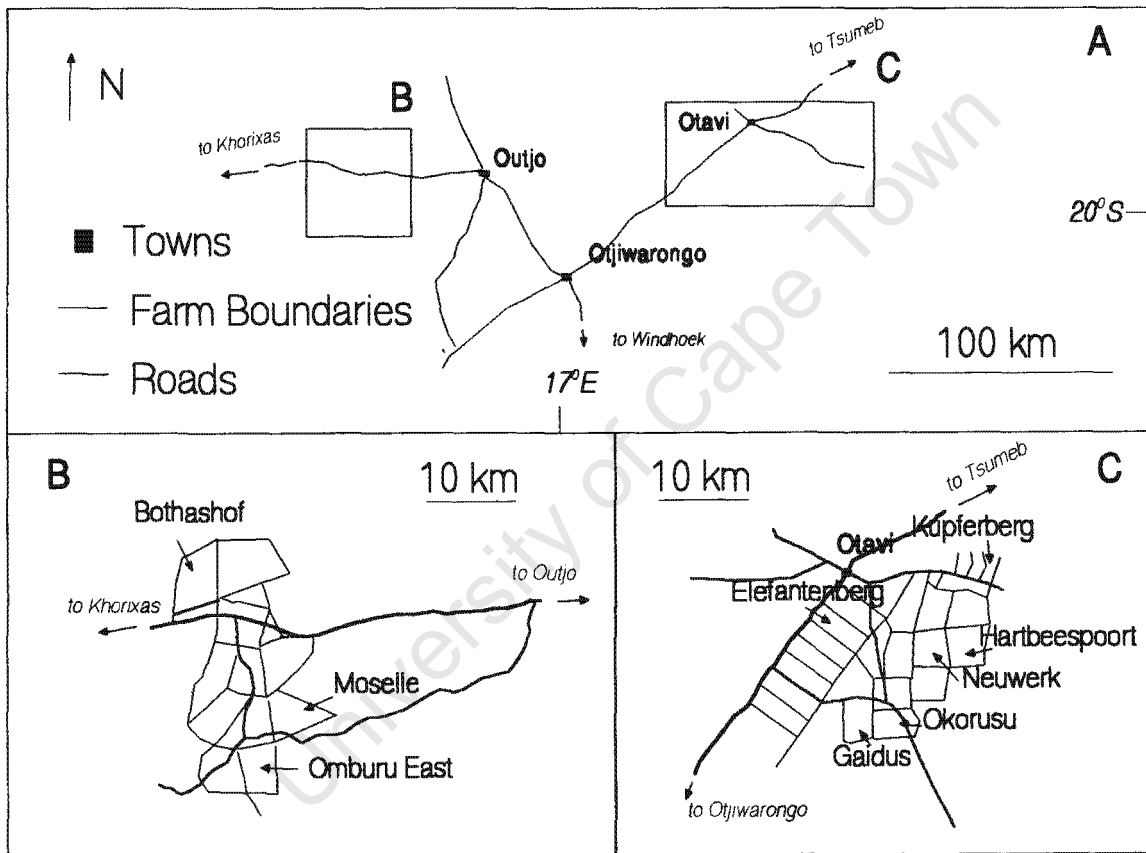 A
to Tsumeb
C
N
B
Otavi
to Khorixas
Outjo
20°S
Towns
Otjiwarongo
Farm Boundaries
to Windhoek
100 km
Roads
17°E
B
10 km
Bothashof
to Outjo
to Khorixas
Moselle
Omburu East
10 km
to Tsumeb
C
Kupferberg
Otavi
Elefantenberg
Hartbeespoort
Neuwerk
Okorusu
Gaidus
to Otjiwarongo
University of Cape Town